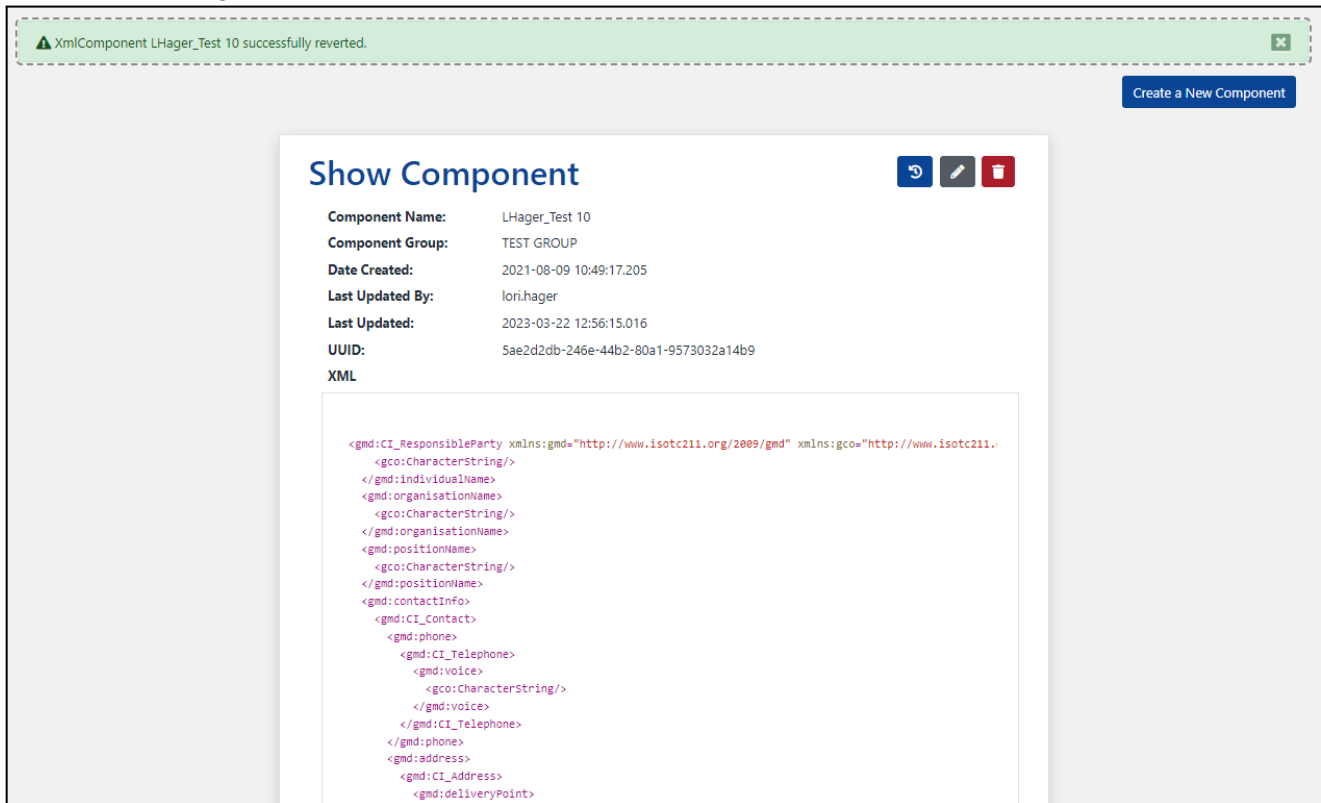 XmlComponent LHager_Test 10 successfully reverted.
Create a New Component
Show Component
Component Name: LHager_Test 10
Component Group: TEST GROUP
Date Created: 2021-08-09 10:49:17.205
Last Updated By: lori.hager
Last Updated: 2023-03-22 12:56:15.016
UUID: 5ae2d2db-246e-44b2-80a1-9573032a14b9
XML
<gmd:CI_ResponsibleParty xmlns:gmd="http://www.isotc211.org/2009/gmd" xmlns:gco="http://www.isotc211.
<gco:CharacterString/>
</gmd:individualName>
<gmd:organisationName>
<gco:CharacterString/>
</gmd:organisationName>
<gmd:positionName>
<gco:CharacterString/>
</gmd:positionName>
<gmd:contactInfo>
<gmd:CI_Contact>
<gmd:phone>
<gmd:CI_Telephone>
<gmd:voice>
<gco:CharacterString/>
</gmd:voice>
</gmd:CI_Telephone>
</gmd:phone>
<gmd:address>
<gmd:CI_Address>
<gmd:deliveryPoint>